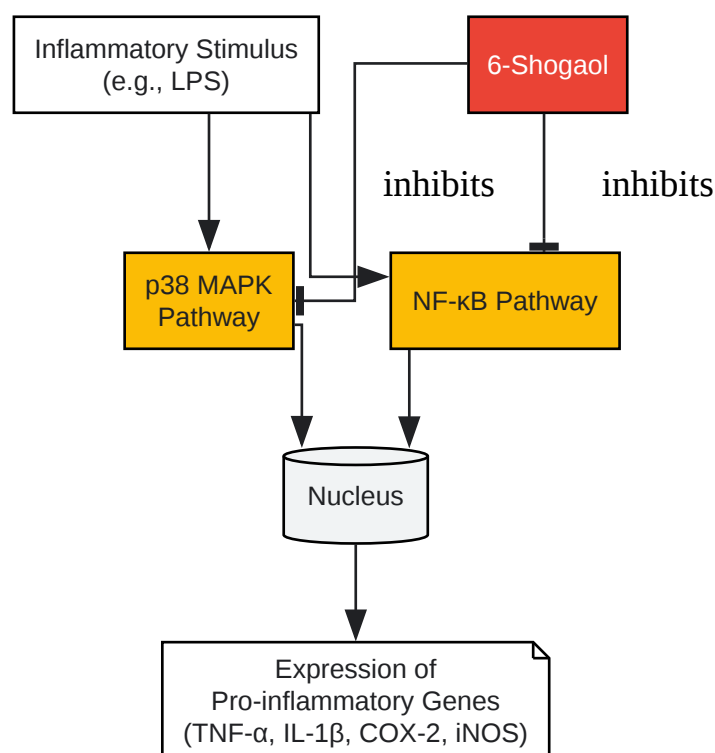 Inflammatory Stimulus
(e.g., LPS)
6-Shogaol
inhibits
inhibits
p38 MAPK
Pathway
NF-κB Pathway
Nucleus
Expression of
Pro-inflammatory Genes
(TNF-α, IL-1β, COX-2, iNOS)